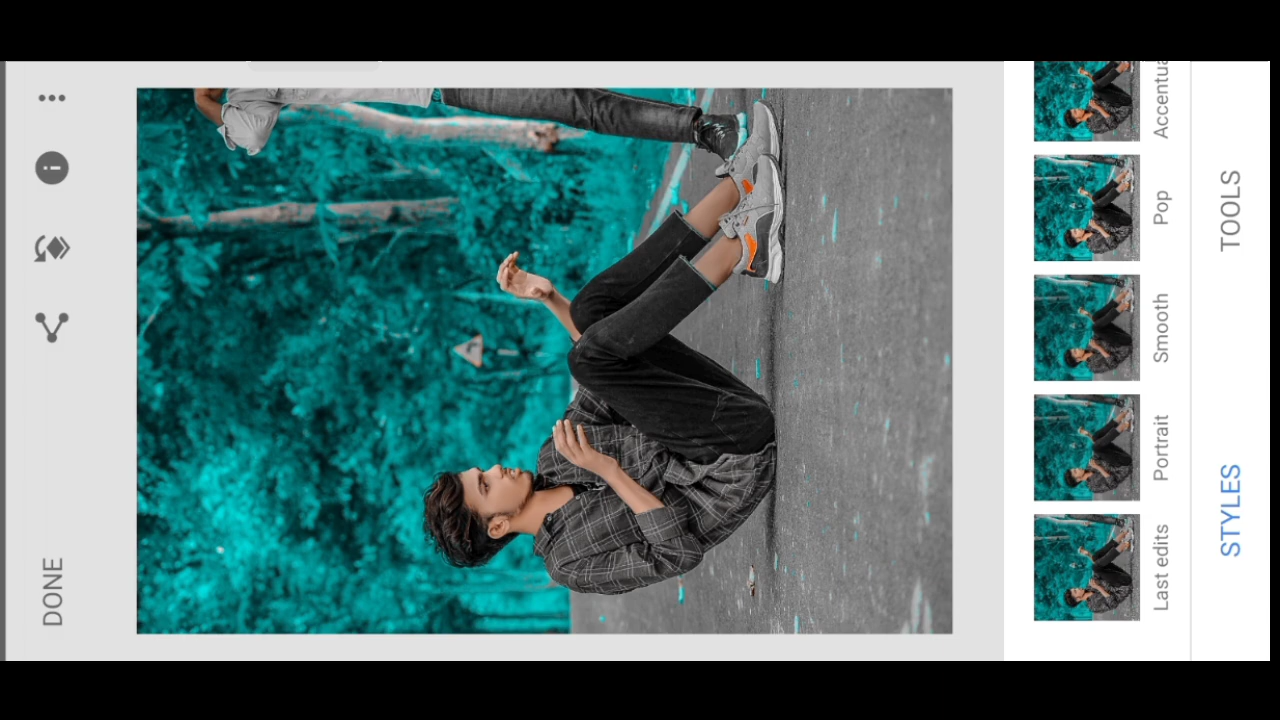 DONE
Last edits
Portrait
Smooth
Pop
Accentua
STYLES
TOOLS